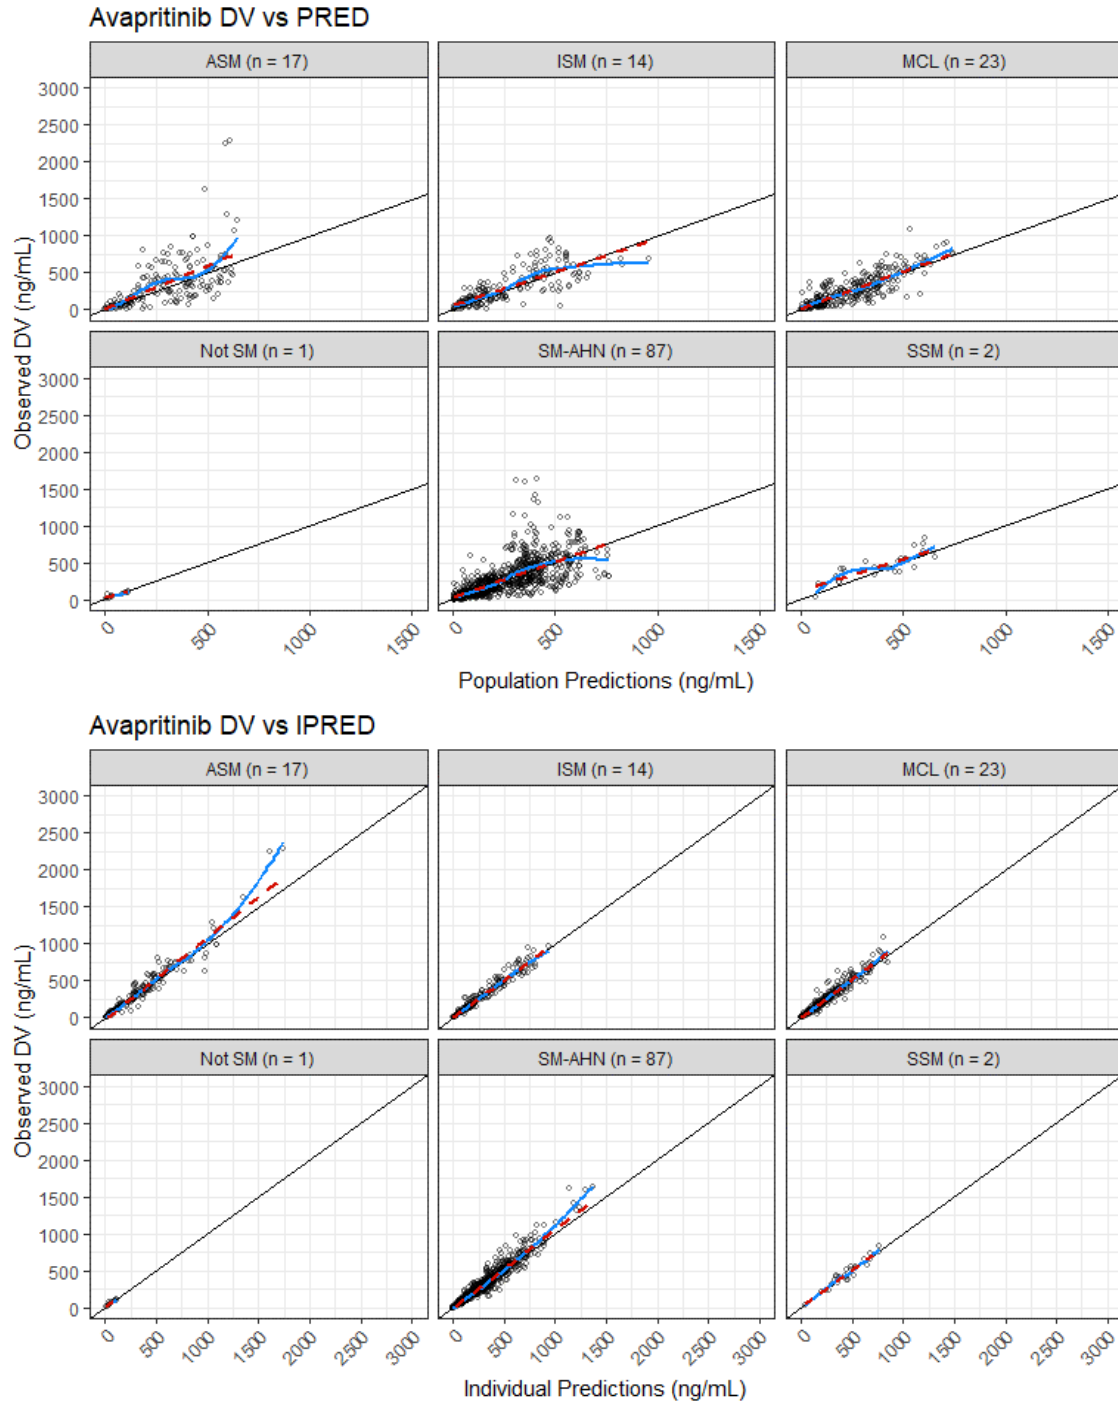 Avapritinib DV vs PRED
ASM (n = 17)
ISM (n = 14)
MCL (n = 23)
3000
2500
2000
1500
1000
500
0
Not SM (n = 1)
SM-AHN (n = 87)
SSM (n = 2)
3000
2500
2000
1500
1000
500
0
Observed DV (ng/mL)
0 500 1000 1500
0 500 1000 1500
0 500 1000 1500
Population Predictions (ng/mL)
Avapritinib DV vs IPRED
ASM (n = 17)
ISM (n = 14)
MCL (n = 23)
3000
2500
2000
1500
1000
500
0
Not SM (n = 1)
SM-AHN (n = 87)
SSM (n = 2)
3000
2500
2000
1500
1000
500
0
Observed DV (ng/mL)
0 500 1000 1500 2000 2500 3000
0 500 1000 1500 2000 2500 3000
0 500 1000 1500 2000 2500 3000
Individual Predictions (ng/mL)